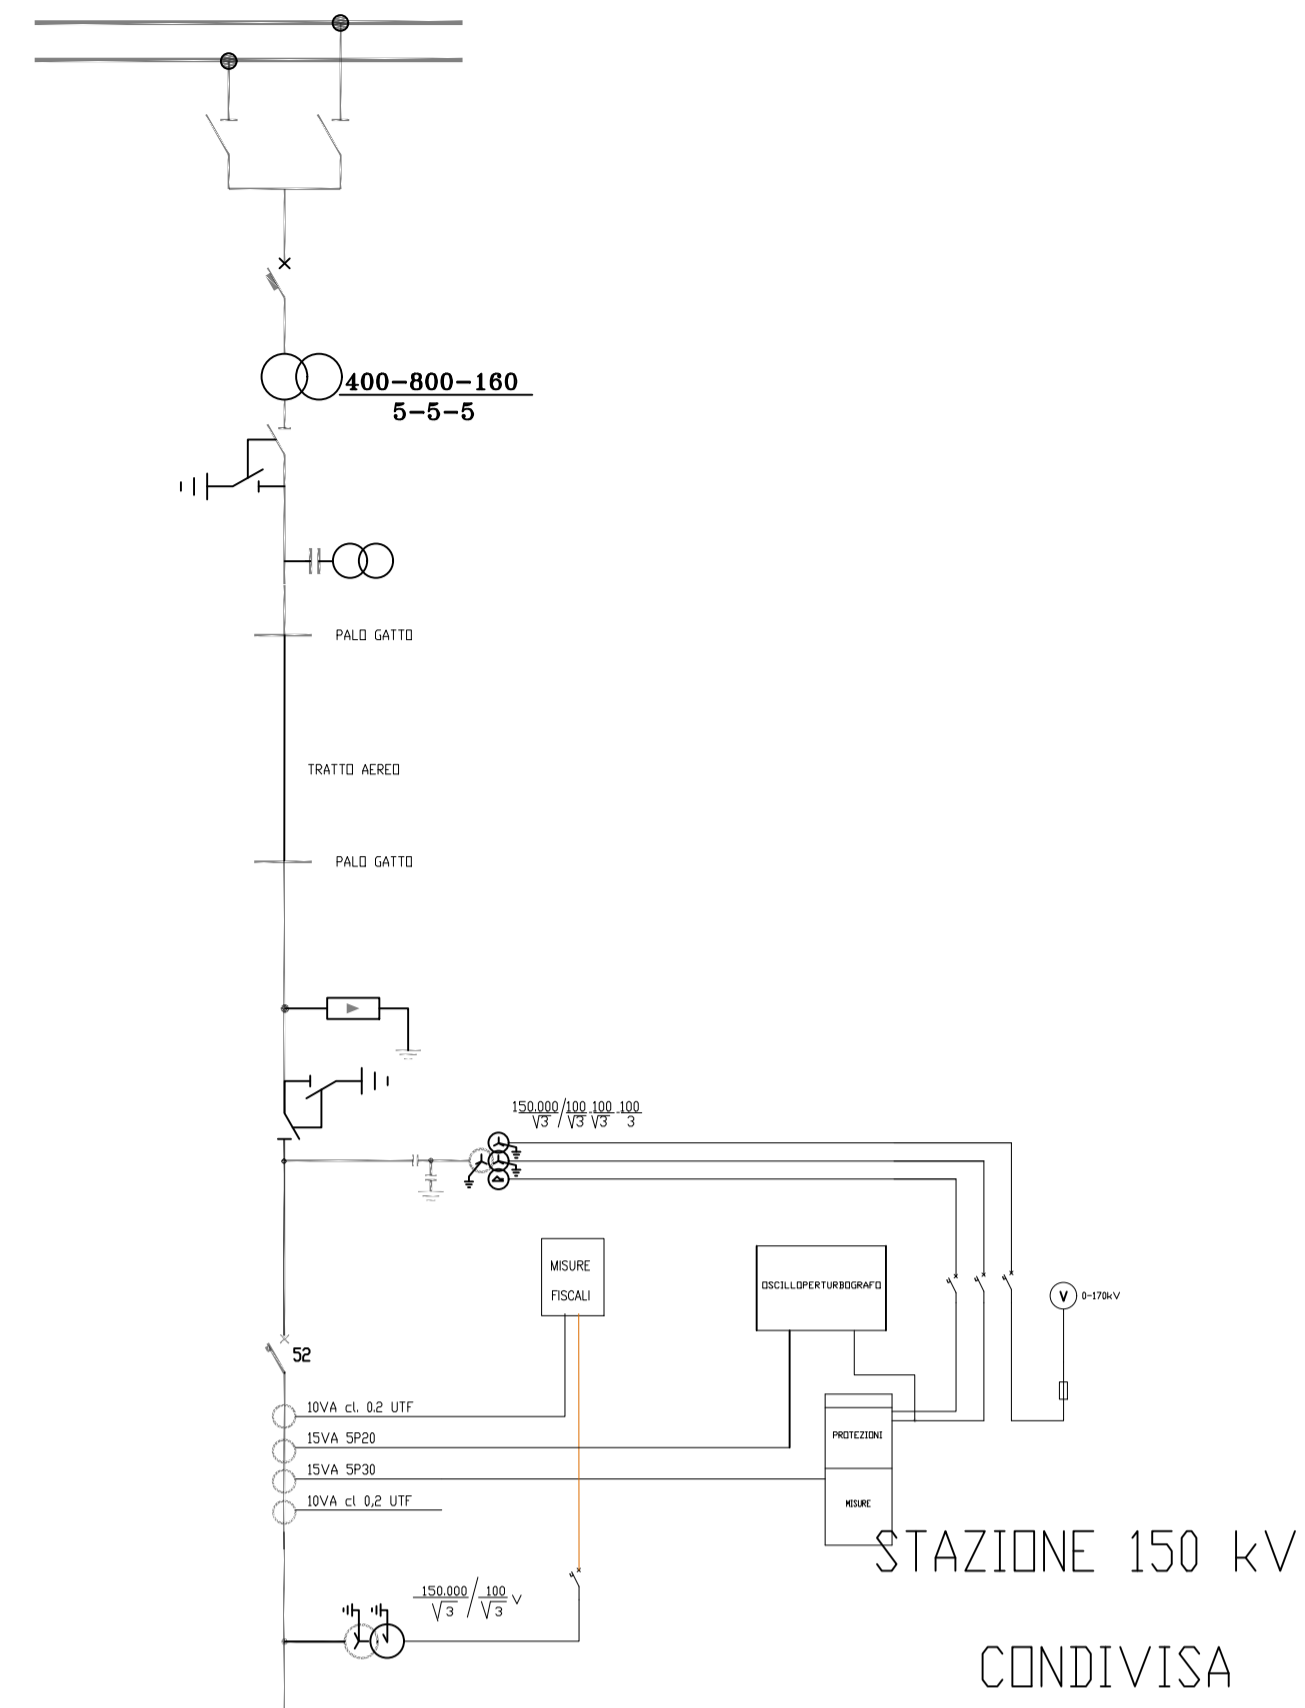 400-800-160
5-5-5
PALO GATTO
TRATTO AEREO
PALO GATTO
150.000/100 100 100
√3 √3 √3 3
MISURE
FISCALI
OSCILLOPERTURBOGRAFO
V 0-170kV
52
10VA cl. 0.2 UTF
15VA 5P20
PROTEZIONI
15VA 5P30
10VA cl 0,2 UTF
MISURE
STAZIONE 150 kV
150.000/100 V
√3 √3
CONDIVISA